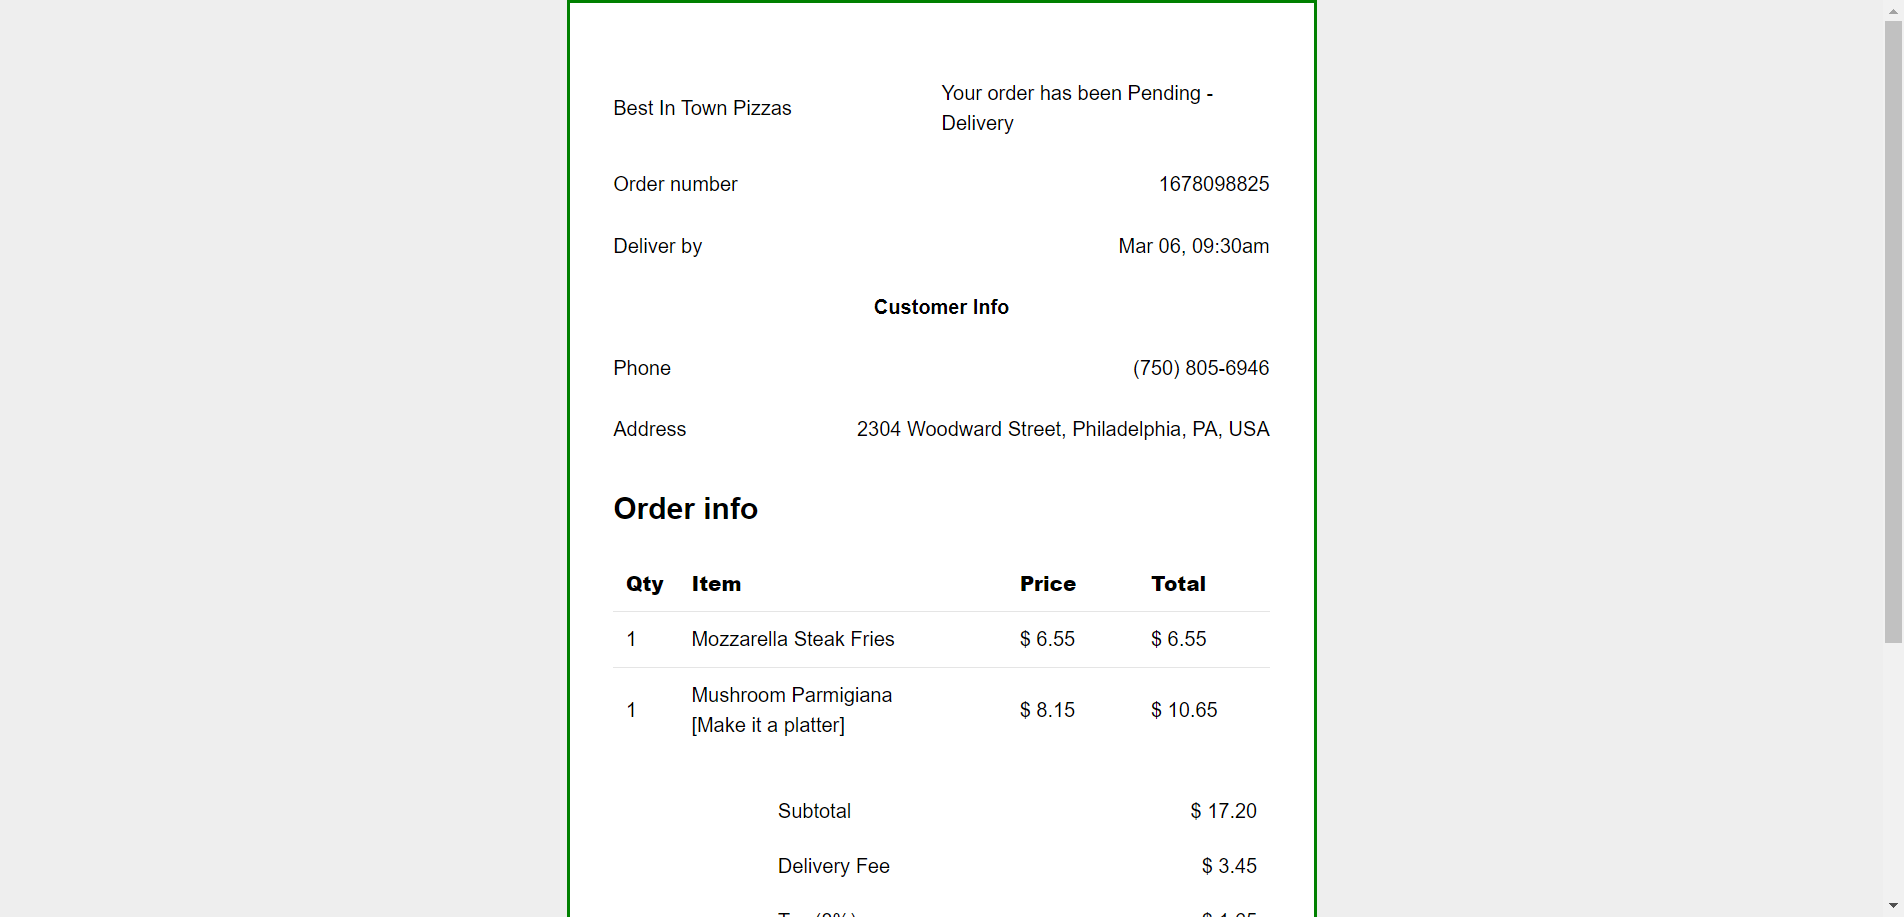 Best In Town Pizzas
Your order has been Pending -
Delivery
Order number 1678098825
Deliver by Mar 06, 09:30am
Customer Info
Phone (750) 805-6946
Address 2304 Woodward Street, Philadelphia, PA, USA
Order info
Qty Item Price Total
1 Mozzarella Steak Fries $ 6.55 $ 6.55
1 Mushroom Parmigiana $ 8.15 $ 10.65
[Make it a platter]
Subtotal $ 17.20
Delivery Fee $ 3.45